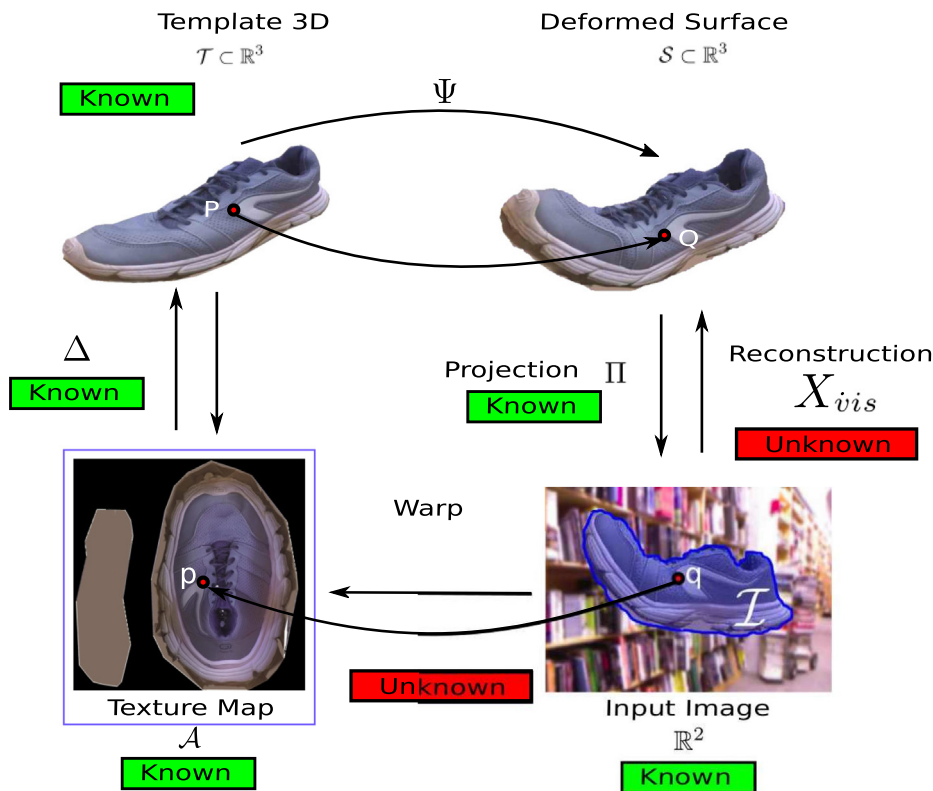 Template 3D
𝒯 ⊂ ℝ³
Known
Deformed Surface
𝒮 ⊂ ℝ³
Ψ
P
Q
Δ
Known
Projection Π
Known
Reconstruction
X_vis
Unknown
Warp
p
q
ℐ
Unknown
Texture Map
𝒜
Known
Input Image
ℝ²
Known